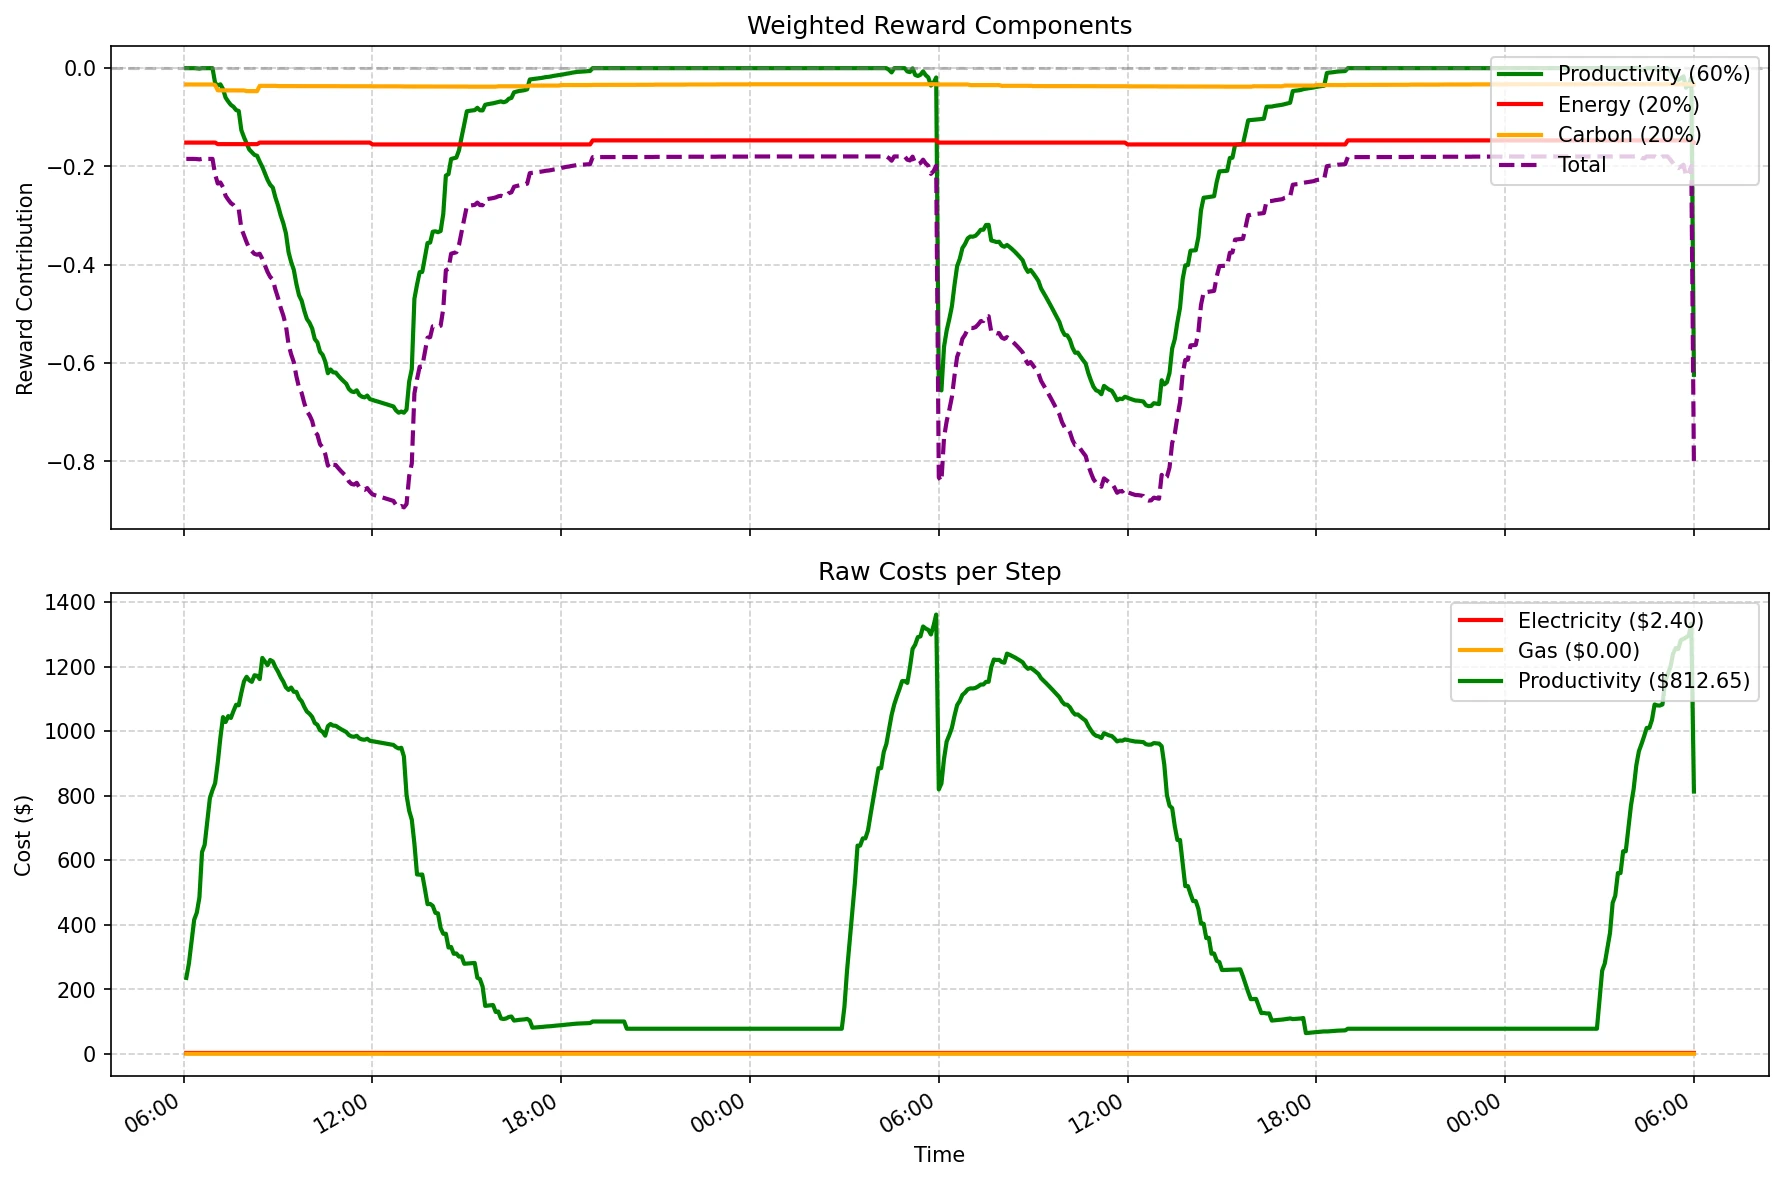 Weighted Reward Components
Reward Contribution
0.0
−0.2
−0.4
−0.6
−0.8
Productivity (60%)
Energy (20%)
Carbon (20%)
Total
Raw Costs per Step
Cost ($)
1400
1200
1000
800
600
400
200
0
Electricity ($2.40)
Gas ($0.00)
Productivity ($812.65)
06:00
12:00
18:00
00:00
06:00
12:00
18:00
00:00
06:00
Time